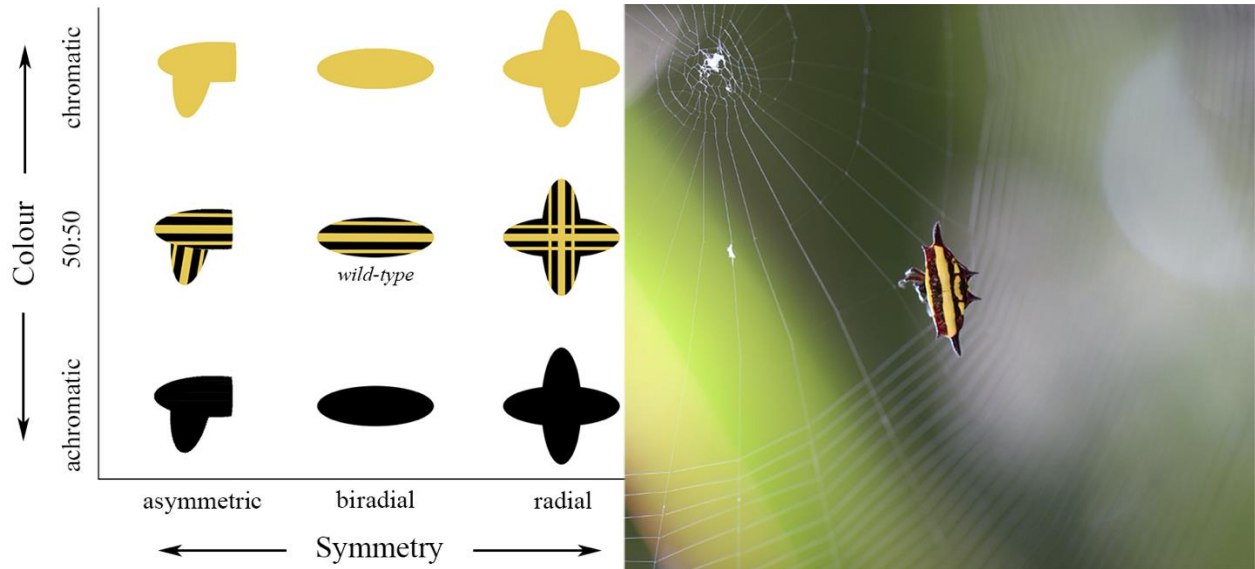 Colour
chromatic
50:50
achromatic
wild-type
asymmetric
biradial
radial
Symmetry